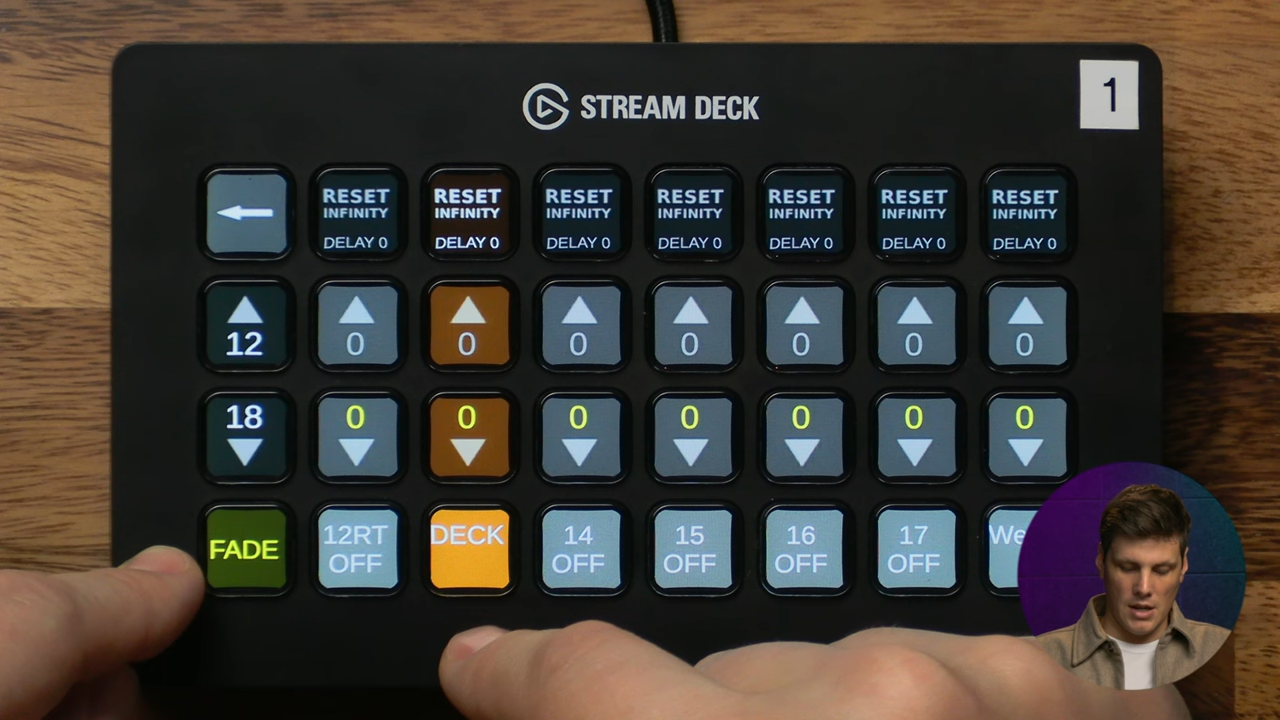 STREAM DECK
1
RESET
INFINITY
DELAY 0
RESET
INFINITY
DELAY 0
RESET
INFINITY
DELAY 0
RESET
INFINITY
DELAY 0
RESET
INFINITY
DELAY 0
RESET
INFINITY
DELAY 0
RESET
INFINITY
DELAY 0
12
0
0
0
0
0
0
0
18
0
0
0
0
0
0
0
FADE
12RT
OFF
DECK
14
OFF
15
OFF
16
OFF
17
OFF